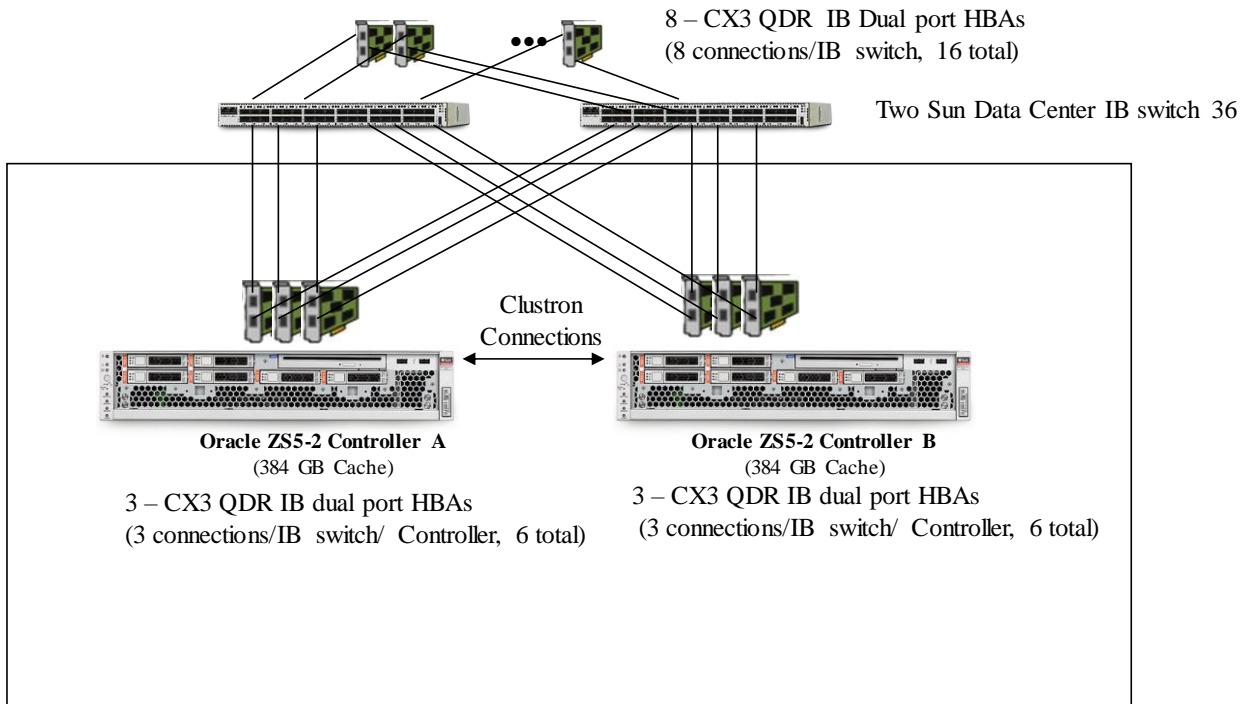 8 – CX3 QDR IB Dual port HBAs
(8 connections/IB switch, 16 total)
Two Sun Data Center IB switch 36
Clustron
Connections
Oracle ZS5-2 Controller A
(384 GB Cache)
3 – CX3 QDR IB dual port HBAs
(3 connections/IB switch/ Controller, 6 total)
Oracle ZS5-2 Controller B
(384 GB Cache)
3 – CX3 QDR IB dual port HBAs
(3 connections/IB switch/ Controller, 6 total)